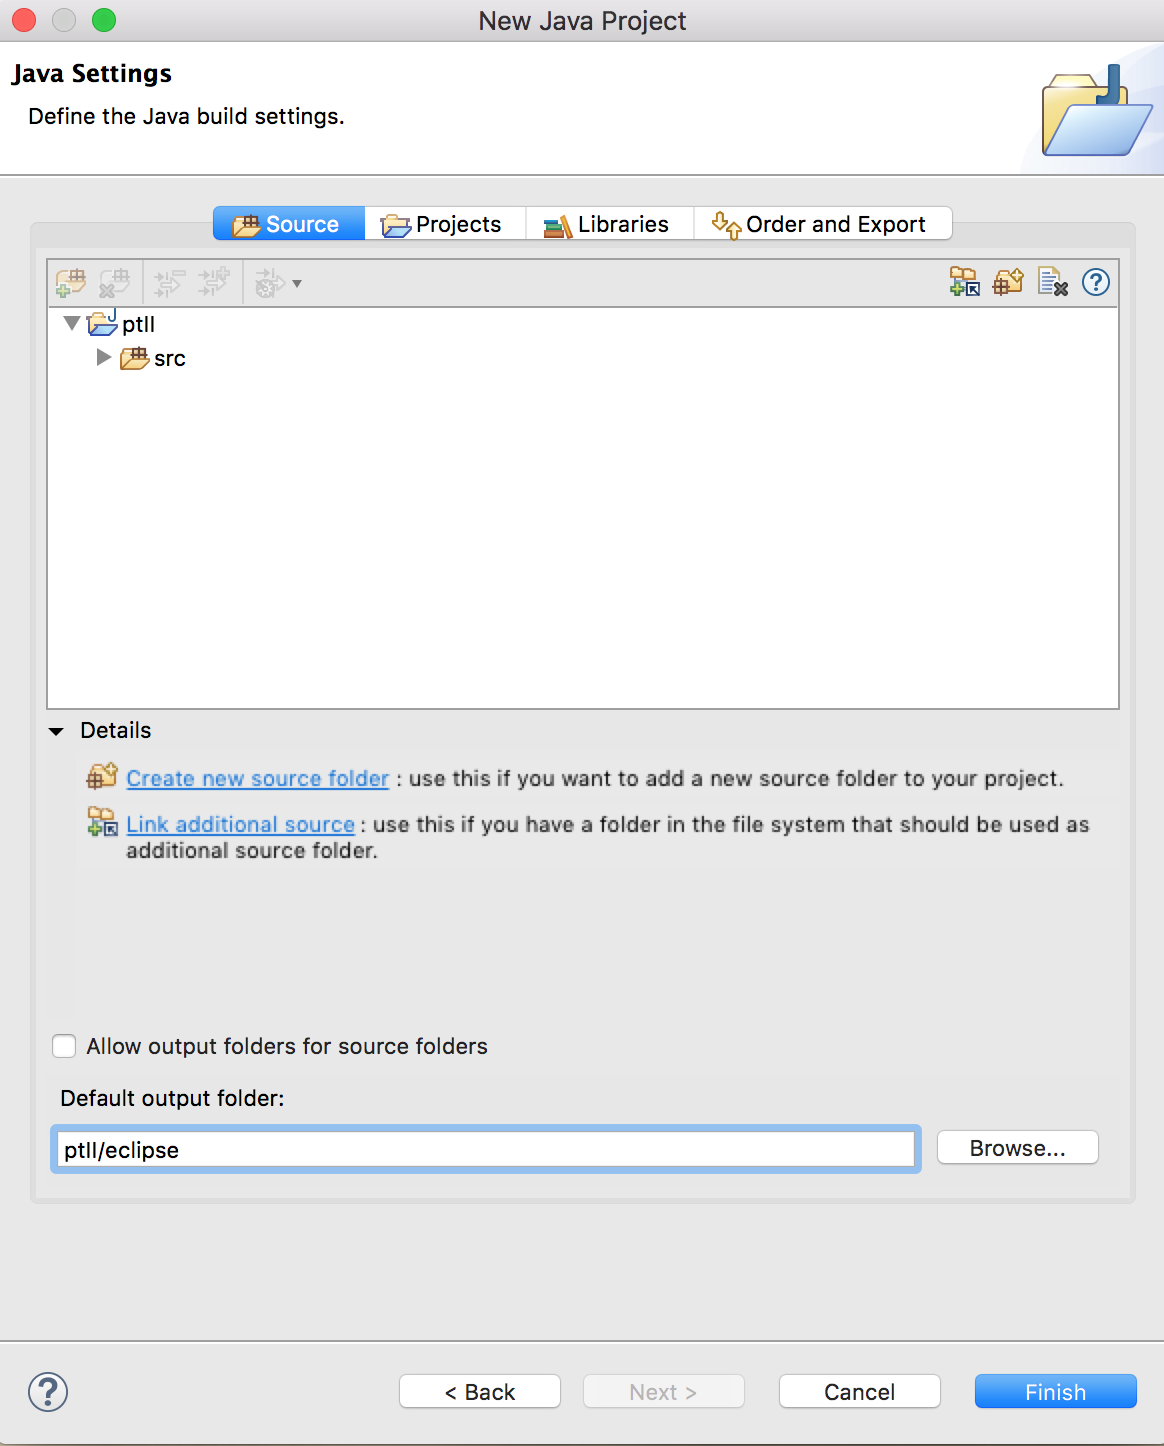 New Java Project
Java Settings
Define the Java build settings.
Source Projects Libraries Order and Export
ptII
src
Details
Create new source folder : use this if you want to add a new source folder to your project.
Link additional source : use this if you have a folder in the file system that should be used as
additional source folder.
Allow output folders for source folders
Default output folder:
ptII/eclipse Browse...
? < Back Next > Cancel Finish